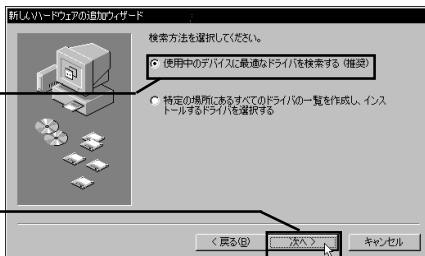 新しいハードウェアの追加ウィザード
検索方法を選択してください。
使用中のデバイスに最適なドライバを検索する (推奨)
特定の場所にあるすべてのドライバの一覧を作成し、インス
トールするドライバを選択する
< 戻る(B)
次へ >
キャンセル